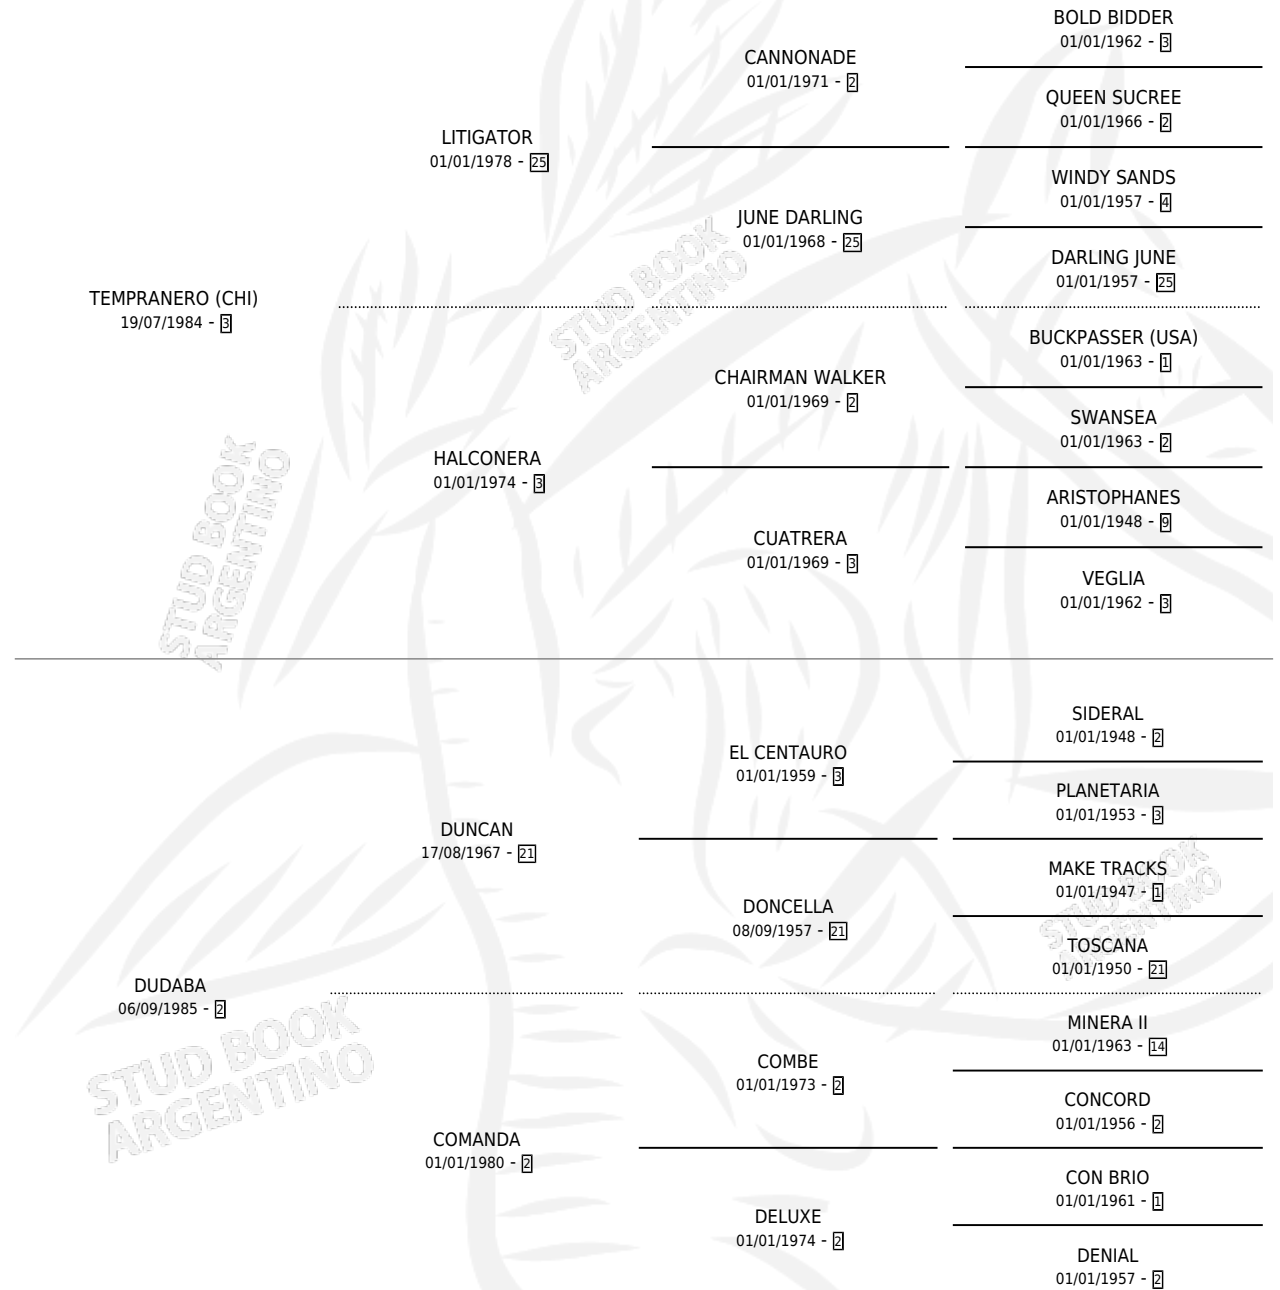 BOLD BIDDER
01/01/1962 - 3
CANNONADE
01/01/1971 - 2
QUEEN SUCREE
01/01/1966 - 2
LITIGATOR
01/01/1978 - 25
WINDY SANDS
01/01/1957 - 4
JUNE DARLING
01/01/1968 - 25
DARLING JUNE
01/01/1957 - 25
TEMPRANERO (CHI)
19/07/1984 - 3
BUCKPASSER (USA)
01/01/1963 - 1
CHAIRMAN WALKER
01/01/1969 - 2
SWANSEA
01/01/1963 - 2
HALCONERA
01/01/1974 - 3
ARISTOPHANES
01/01/1948 - 9
CUATRERA
01/01/1969 - 3
VEGLIA
01/01/1962 - 3
STUD BOOK
ARGENTINO
STUD BOOK
ARGENTINO
SIDERAL
01/01/1948 - 2
EL CENTAURO
01/01/1959 - 3
PLANETARIA
01/01/1953 - 3
DUNCAN
17/08/1967 - 21
MAKE TRACKS
01/01/1947 - 1
DONCELLA
08/09/1957 - 21
TOSCANA
01/01/1950 - 21
DUDABA
06/09/1985 - 2
MINERA II
01/01/1963 - 14
COMBE
01/01/1973 - 2
CONCORD
01/01/1956 - 2
COMANDA
01/01/1980 - 2
CON BRIO
01/01/1961 - 1
DELUXE
01/01/1974 - 2
DENIAL
01/01/1957 - 2
STUD BOOK
ARGENTINO
STUD BOOK
ARGENTINO